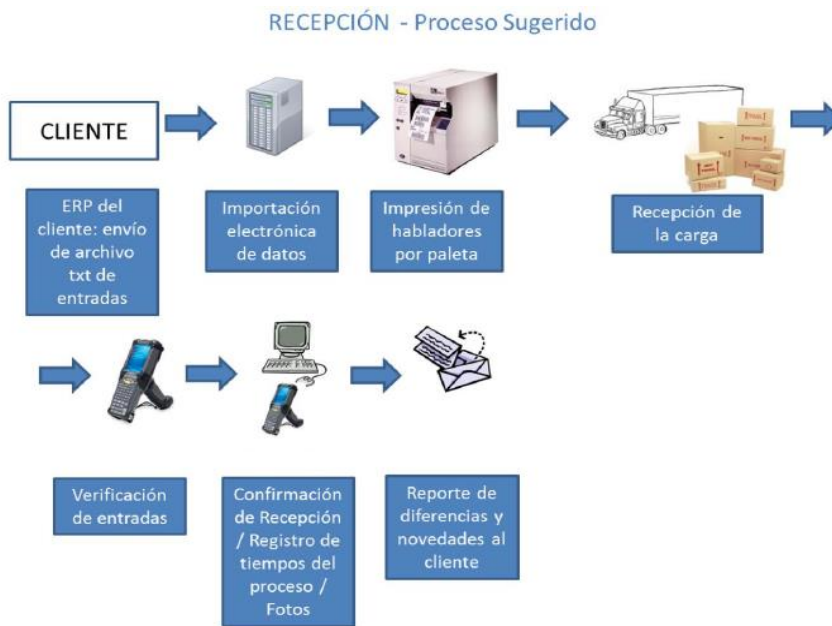 RECEPCIÓN - Proceso Sugerido
CLIENTE
ERP del
cliente: envío
de archivo
txt de
entradas
Importación
electrónica
de datos
Impresión de
habladores
por paleta
Recepción de
la carga
Verificación
de entradas
Confirmación
de Recepción
/ Registro de
tiempos del
proceso /
Fotos
Reporte de
diferencias y
novedades al
cliente